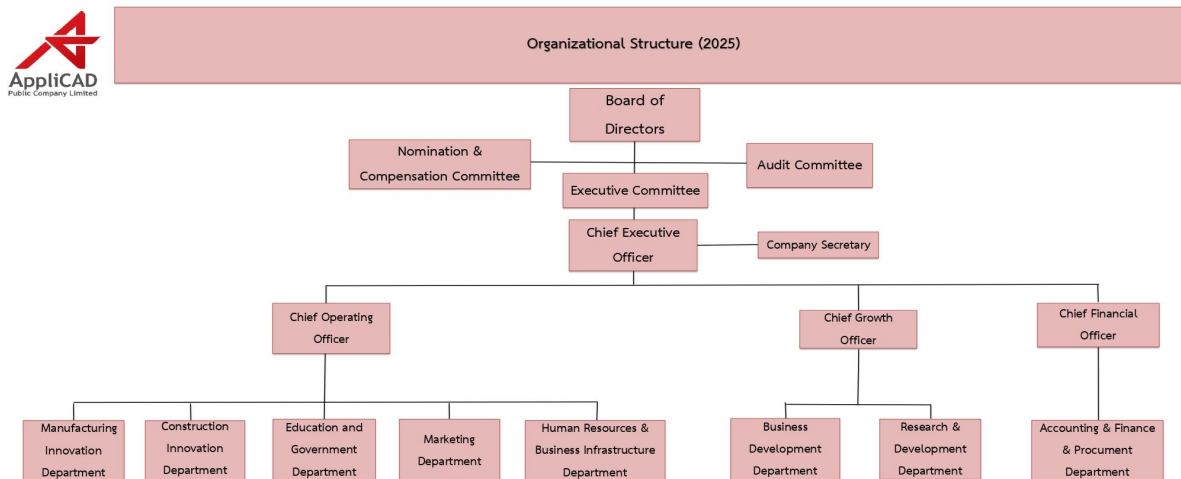 AppliCAD
Public Company Limited
Organizational Structure (2025)
Board of
Directors
Nomination &
Compensation Committee
Audit Committee
Executive Committee
Chief Executive
Officer
Company Secretary
Chief Operating
Officer
Chief Growth
Officer
Chief Financial
Officer
Manufacturing
Innovation
Department
Construction
Innovation
Department
Education and
Government
Department
Marketing
Department
Human Resources &
Business Infrastructure
Department
Business
Development
Department
Research &
Development
Department
Accounting & Finance
& Procument
Department